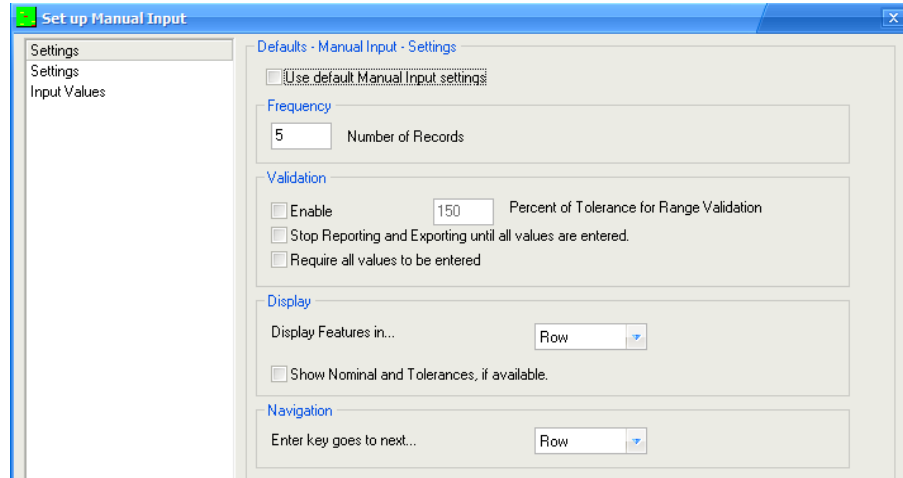 Set up Manual Input
Settings
Settings
Input Values
Defaults - Manual Input - Settings
Use default Manual Input settings
Frequency
5 Number of Records
Validation
Enable 150 Percent of Tolerance for Range Validation
Stop Reporting and Exporting until all values are entered.
Require all values to be entered
Display
Display Features in... Row
Show Nominal and Tolerances, if available.
Navigation
Enter key goes to next... Row